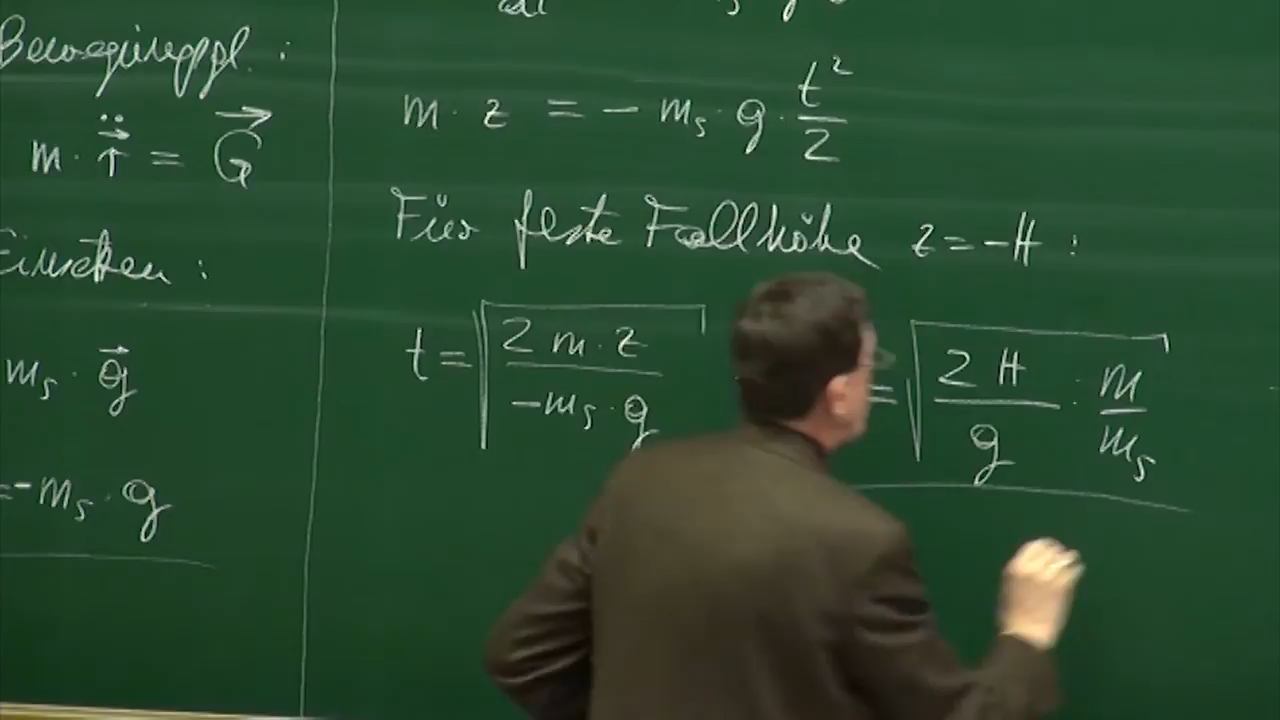 Bewegungsgl. :
m · r̈⃗ = G⃗
Einsetzen :
m_s · g⃗
= -m_s · g
m · z = - m_s g · t²/2
Für feste Fallhöhe z = -H :
t = √(2 m · z / -m_s · g) = √(2H/g · m/m_s)